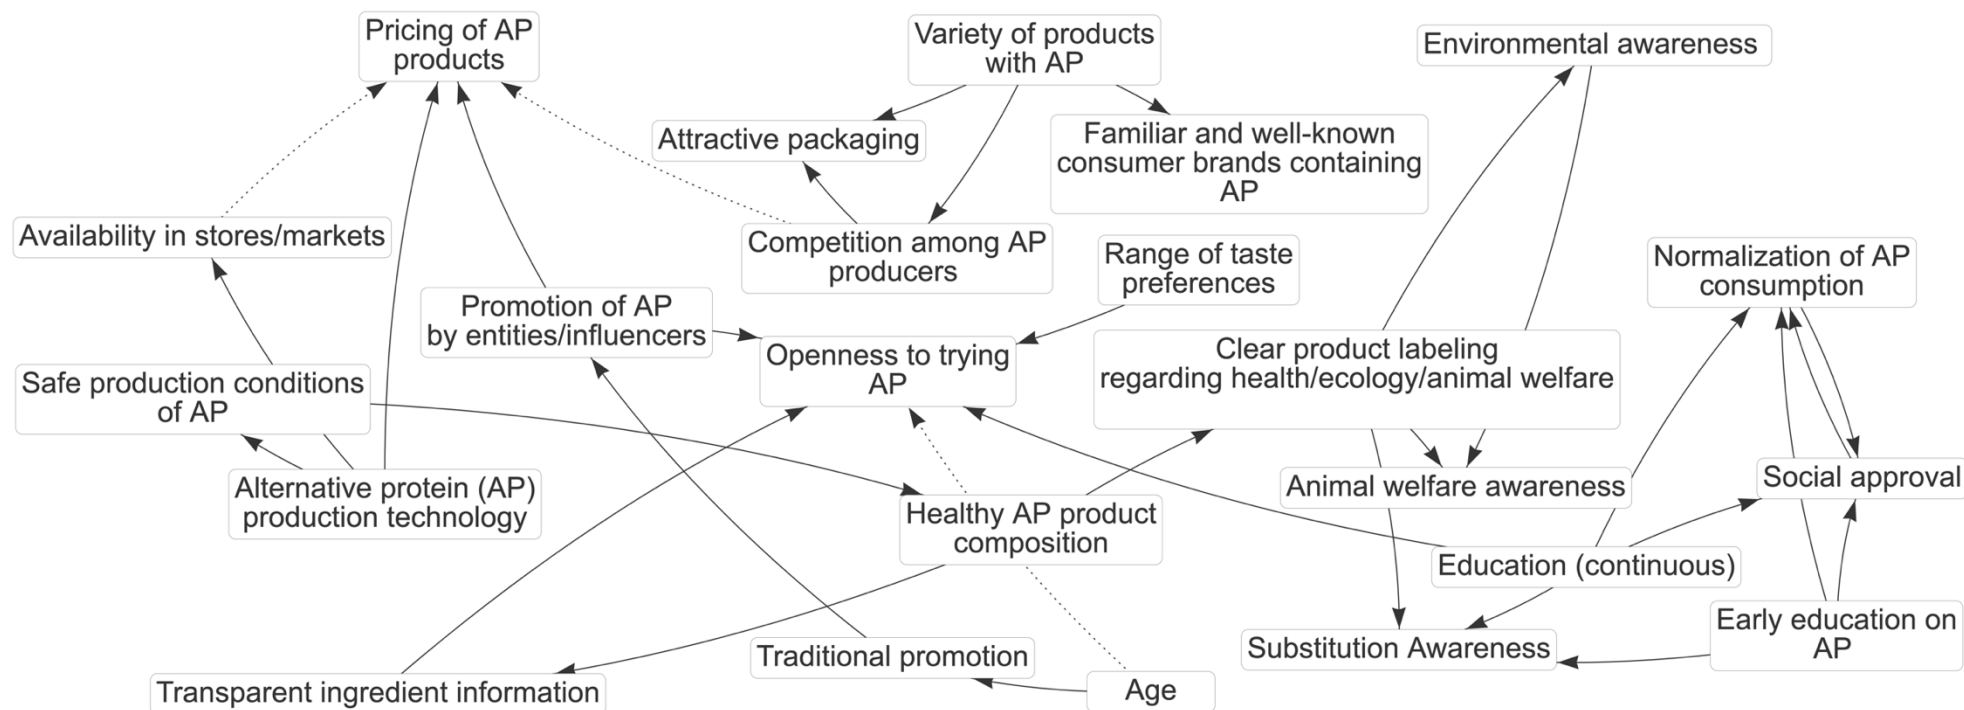 Pricing of AP
products
Variety of products
with AP
Environmental awareness
Attractive packaging
Familiar and well-known
consumer brands containing
AP
Availability in stores/markets
Competition among AP
producers
Range of taste
preferences
Normalization of AP
consumption
Promotion of AP
by entities/influencers
Openness to trying
AP
Clear product labeling
regarding health/ecology/animal welfare
Safe production conditions
of AP
Alternative protein (AP)
production technology
Healthy AP product
composition
Animal welfare awareness
Social approval
Education (continuous)
Early education on
AP
Substitution Awareness
Traditional promotion
Transparent ingredient information
Age